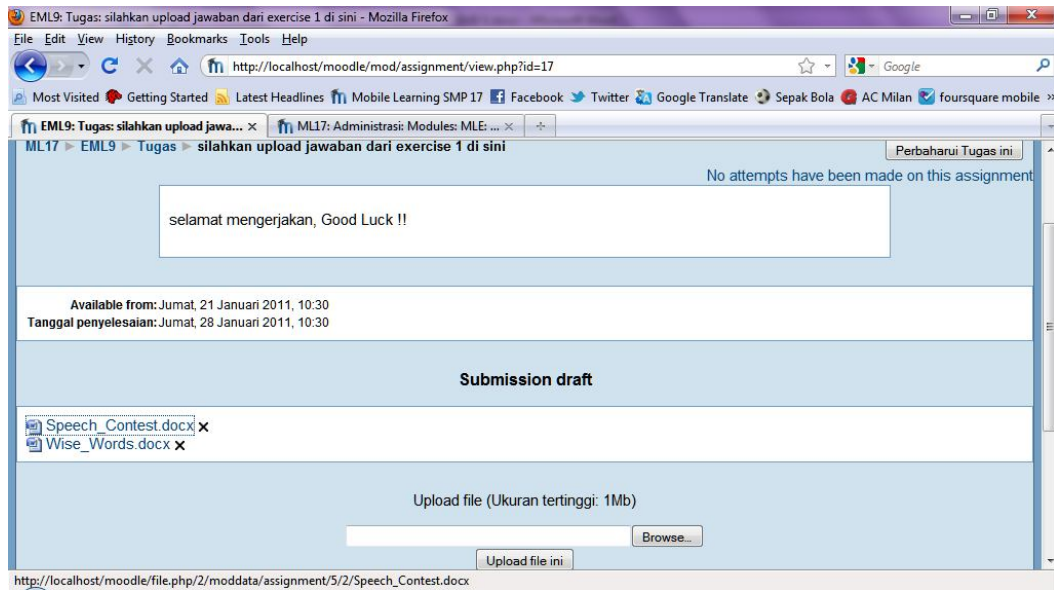 EML9: Tugas: silahkan upload jawaban dari exercise 1 di sini - Mozilla Firefox
File Edit View History Bookmarks Tools Help
http://localhost/moodle/mod/assignment/view.php?id=17 Google
Most Visited Getting Started Latest Headlines Mobile Learning SMP 17 Facebook Twitter Google Translate Sepak Bola AC Milan foursquare mobile »
EML9: Tugas: silahkan upload jawa... × ML17: Administrasi: Modules: MLE: ... ×
ML17 ► EML9 ► Tugas ► silahkan upload jawaban dari exercise 1 di sini
Perbaharui Tugas ini
No attempts have been made on this assignment
selamat mengerjakan, Good Luck !!
Available from: Jumat, 21 Januari 2011, 10:30
Tanggal penyelesaian: Jumat, 28 Januari 2011, 10:30
Submission draft
Speech_Contest.docx
Wise_Words.docx
Upload file (Ukuran tertinggi: 1Mb)
Browse...
Upload file ini
http://localhost/moodle/file.php/2/moddata/assignment/5/2/Speech_Contest.docx